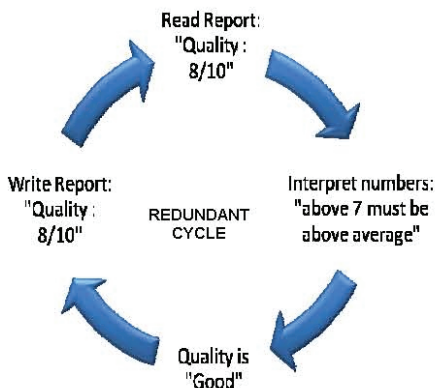 Read Report:
"Quality :
8/10"
Interpret numbers:
"above 7 must be
above average"
Quality is
"Good"
Write Report:
"Quality :
8/10"
REDUNDANT
CYCLE